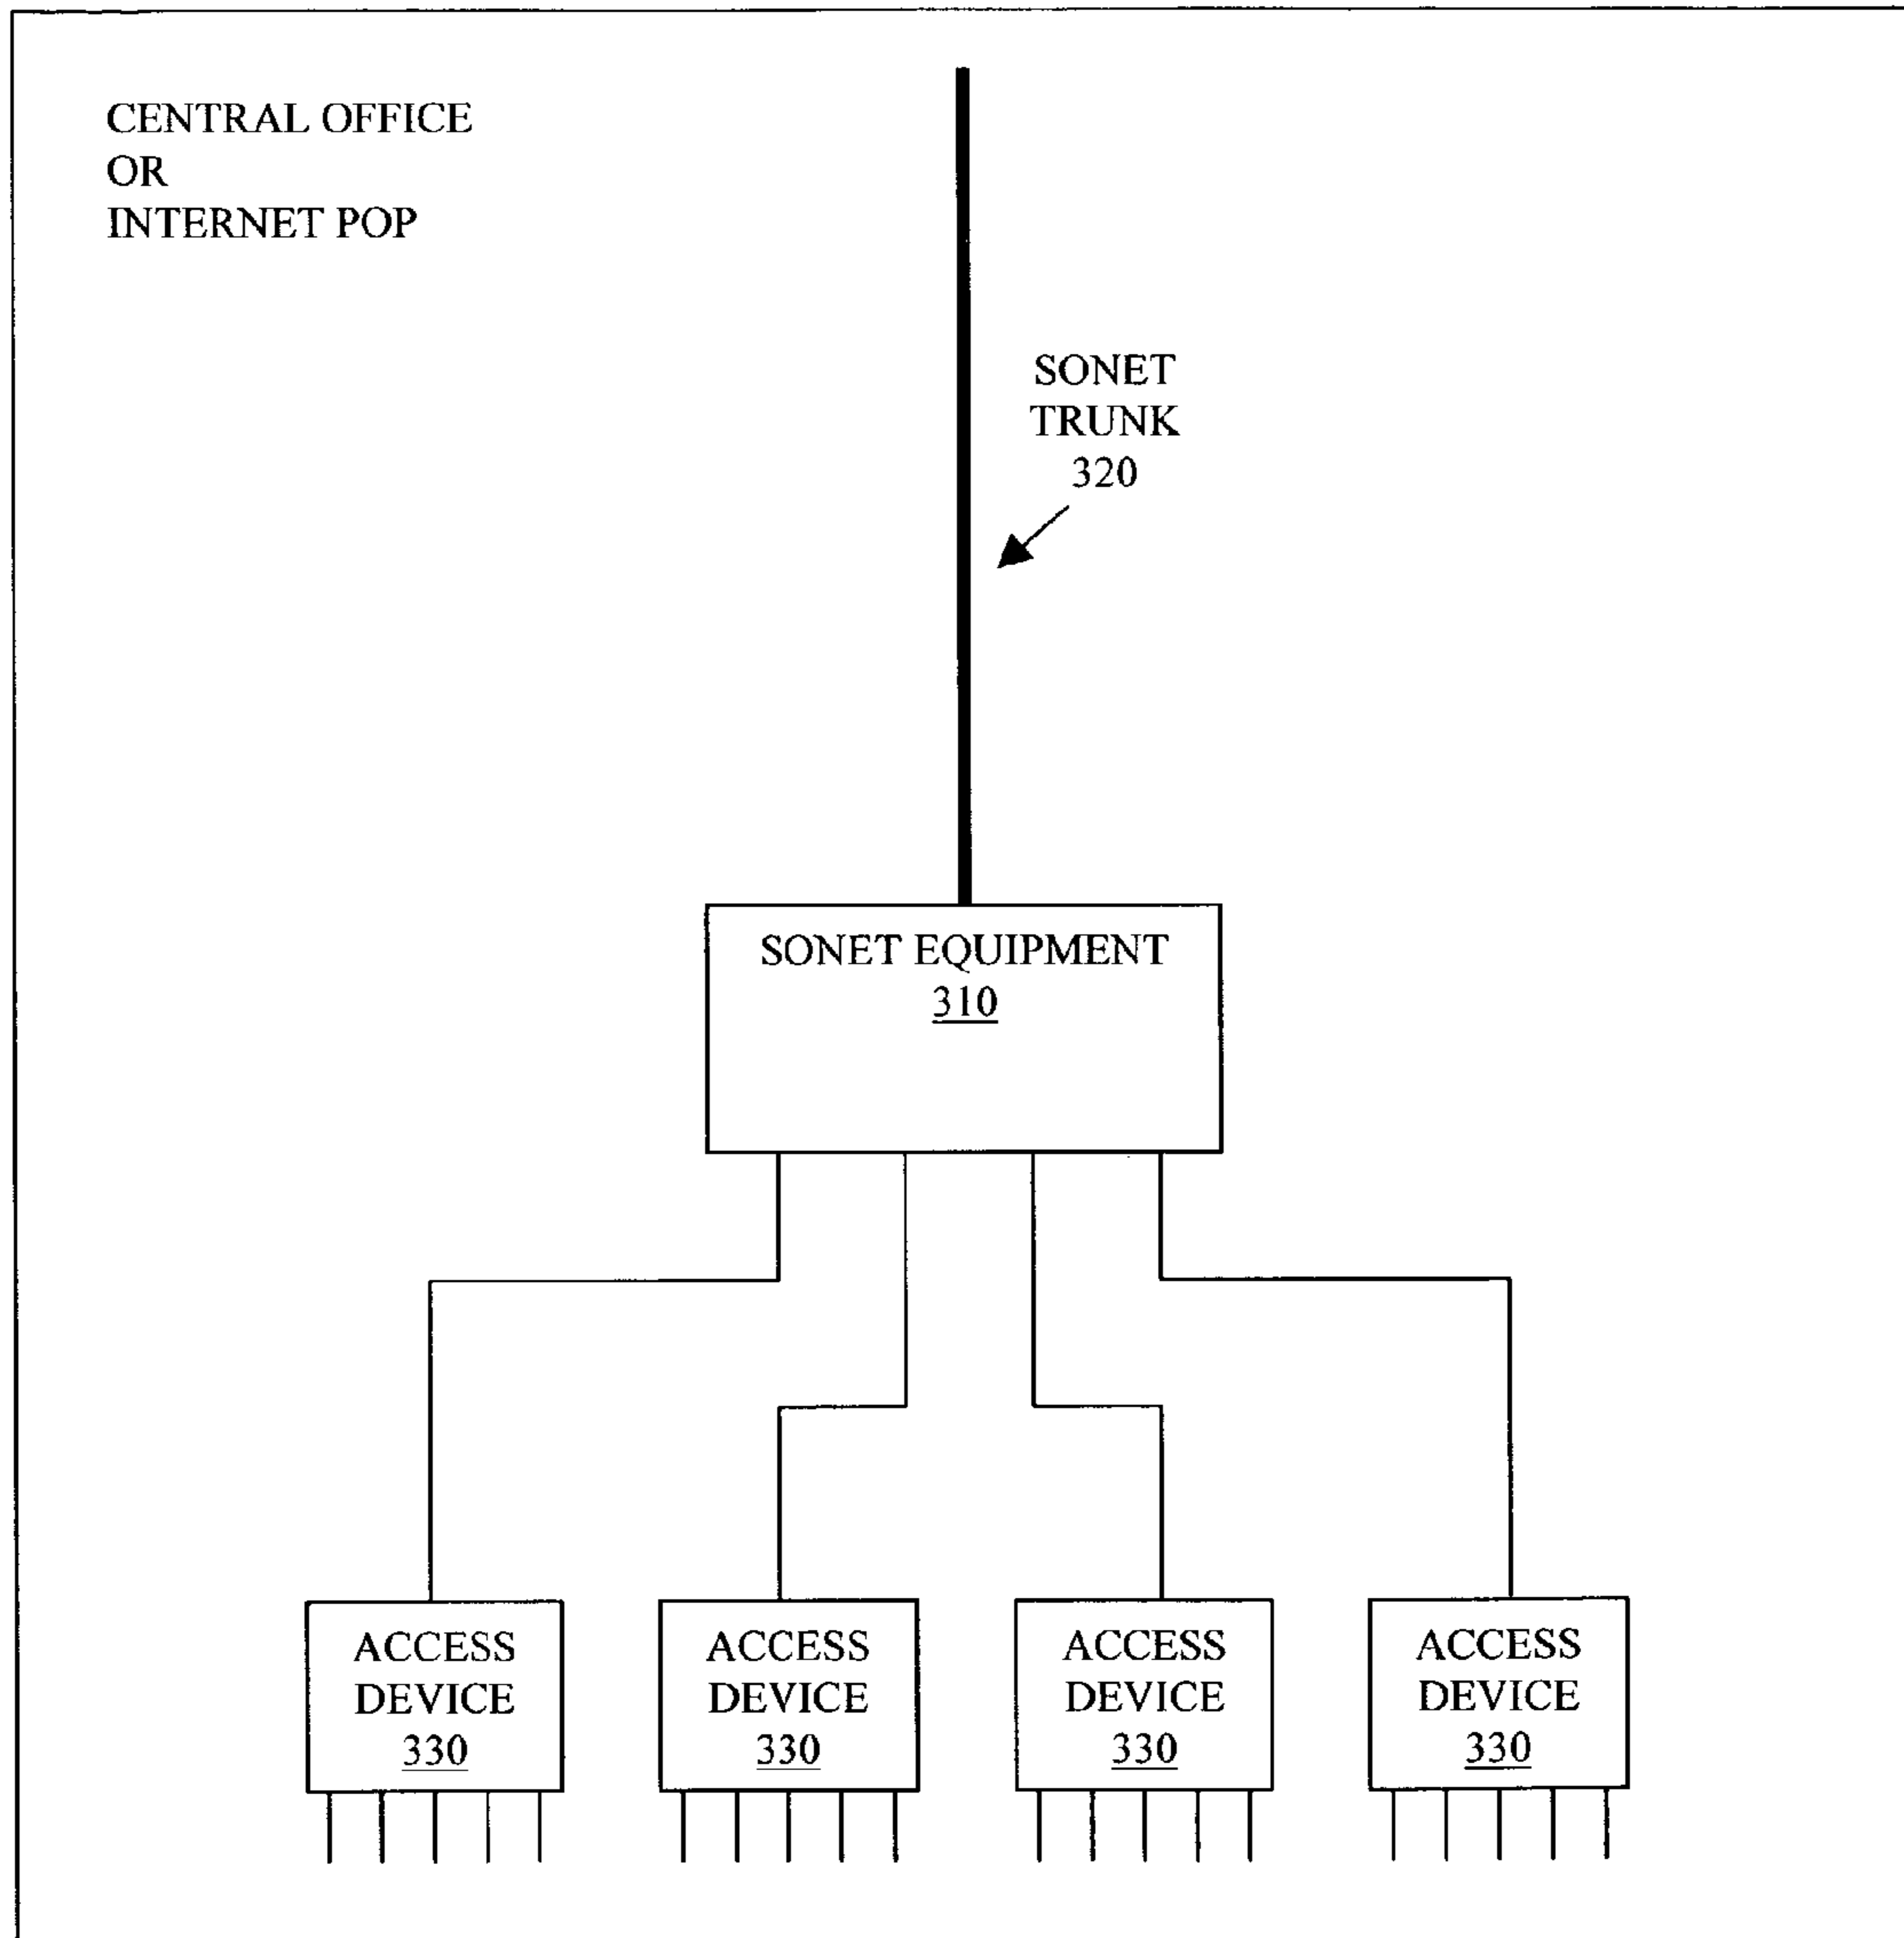 CENTRAL OFFICE
OR
INTERNET POP
SONET
TRUNK
320
SONET EQUIPMENT
310
ACCESS
DEVICE
330
ACCESS
DEVICE
330
ACCESS
DEVICE
330
ACCESS
DEVICE
330